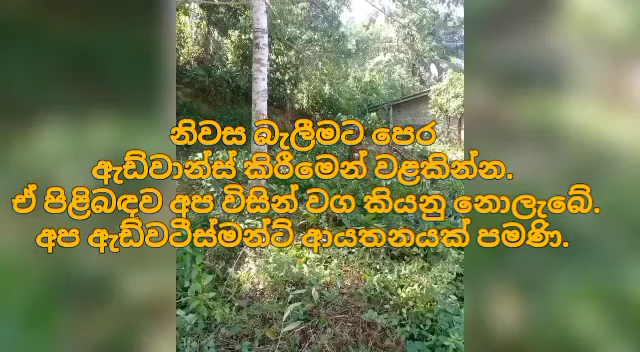 නිවස බැලීමට පෙර
ඇඩ්වාන්ස් කිරීමෙන් වළකින්න.
ඒ පිළිබඳව අප විසින් වග කියනු නොලැබේ.
අප ඇඩ්වටීස්මන්ට් ආයතනයක් පමණි.